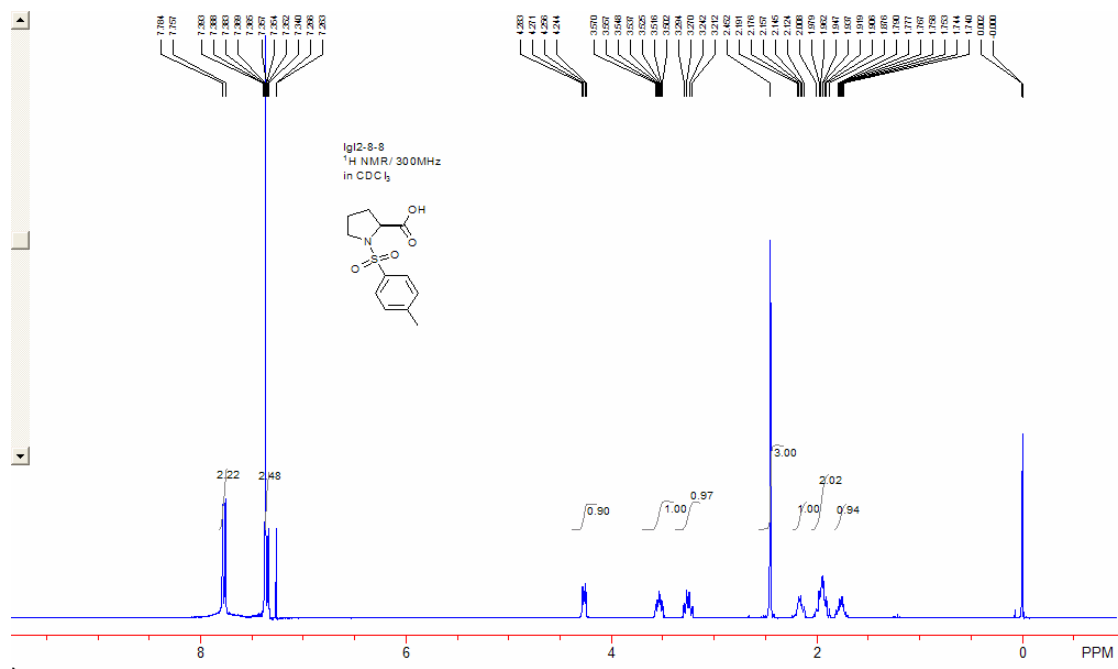 7.784 7.757 7.393 7.388 7.383 7.369 7.365 7.357 7.354 7.352 7.340 7.266 7.263 4.283 4.271 4.256 4.244 3.570 3.557 3.548 3.537 3.525 3.516 3.502 3.294 3.270 3.242 3.212 2.452 2.191 2.176 2.157 2.145 2.124 2.008 1.979 1.962 1.947 1.937 1.919 1.906 1.876 1.790 1.777 1.767 1.758 1.753 1.744 1.740 0.002 -0.000
lgl2-8-8
¹H NMR/ 300MHz
in CDCl₃
OH
O
N
O S O
2.22 2.48 0.90 1.00 0.97 3.00 1.00 2.02 0.94
8 6 4 2 0 PPM